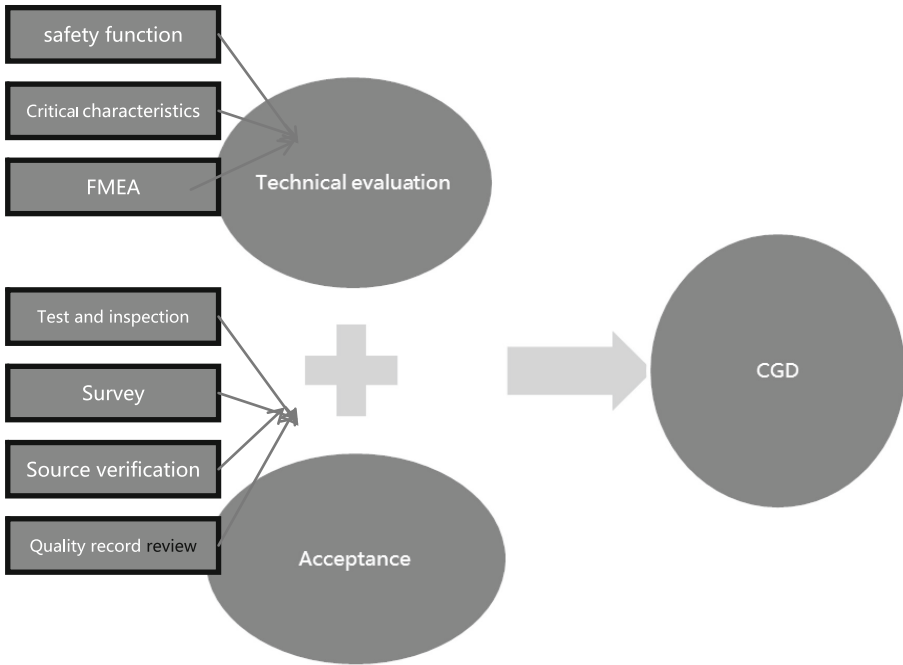 safety function
Critical characteristics
FMEA
Technical evaluation
Test and inspection
Survey
Source verification
Quality record review
Acceptance
CGD